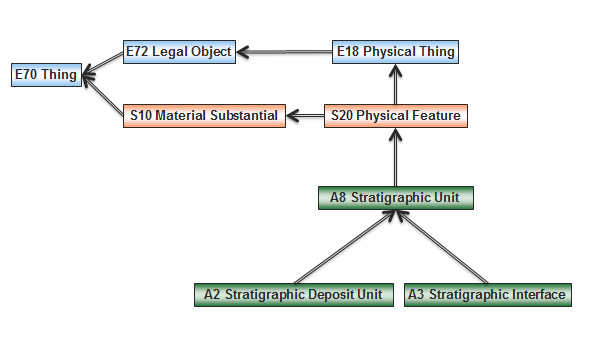 E72 Legal Object
E18 Physical Thing
E70 Thing
S10 Material Substantial
S20 Physical Feature
A8 Stratigraphic Unit
A2 Stratigraphic Deposit Unit
A3 Stratigraphic Interface